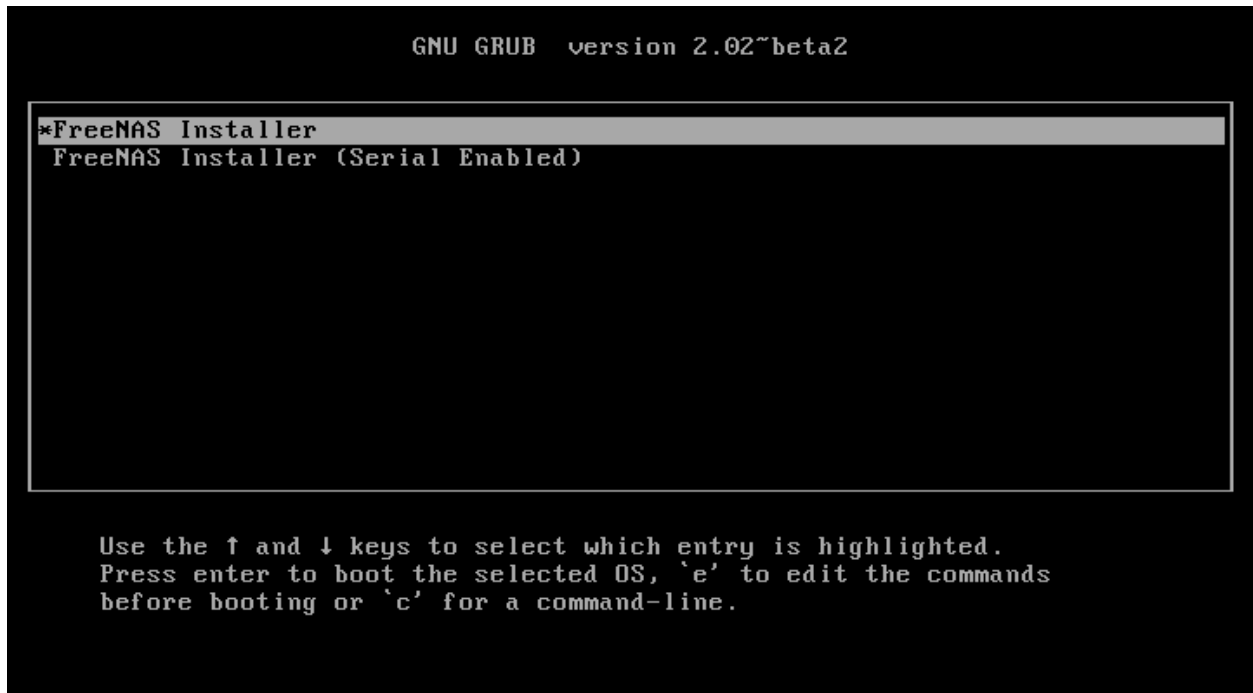 GNU GRUB version 2.02~beta2
*FreeNAS Installer
FreeNAS Installer (Serial Enabled)
Use the ↑ and ↓ keys to select which entry is highlighted.
Press enter to boot the selected OS, `e' to edit the commands
before booting or `c' for a command-line.